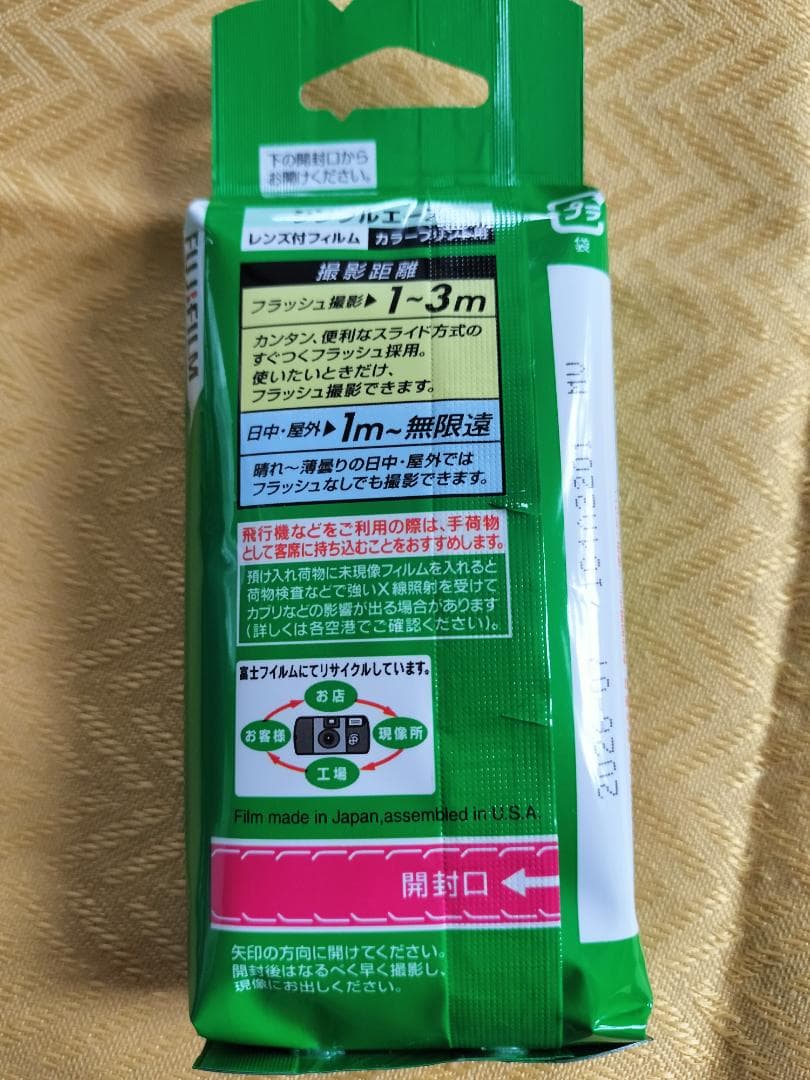 下の開封口から
お開けください。
プラ
袋
FUJIFILM
レンズ付フィルム カラープリント用
撮影距離
フラッシュ撮影▶1~3m
カンタン、便利なスライド方式の
すぐつくフラッシュ採用。
使いたいときだけ、
フラッシュ撮影できます。
日中・屋外▶1m~無限遠
晴れ~薄曇りの日中・屋外では
フラッシュなしでも撮影できます。
飛行機などをご利用の際は、手荷物
として客席に持ち込むことをおすすめします。
預け入れ荷物に未現像フィルムを入れると
荷物検査などで強いX線照射を受けて
カブリなどの影響が出る場合があります
(詳しくは各空港でご確認ください)。
富士フイルムにてリサイクルしています。
お店
お客様
現像所
工場
Film made in Japan,assembled in U.S.A.
開封口
矢印の方向に開けてください。
開封後はなるべく早く撮影し、
現像にお出しください。